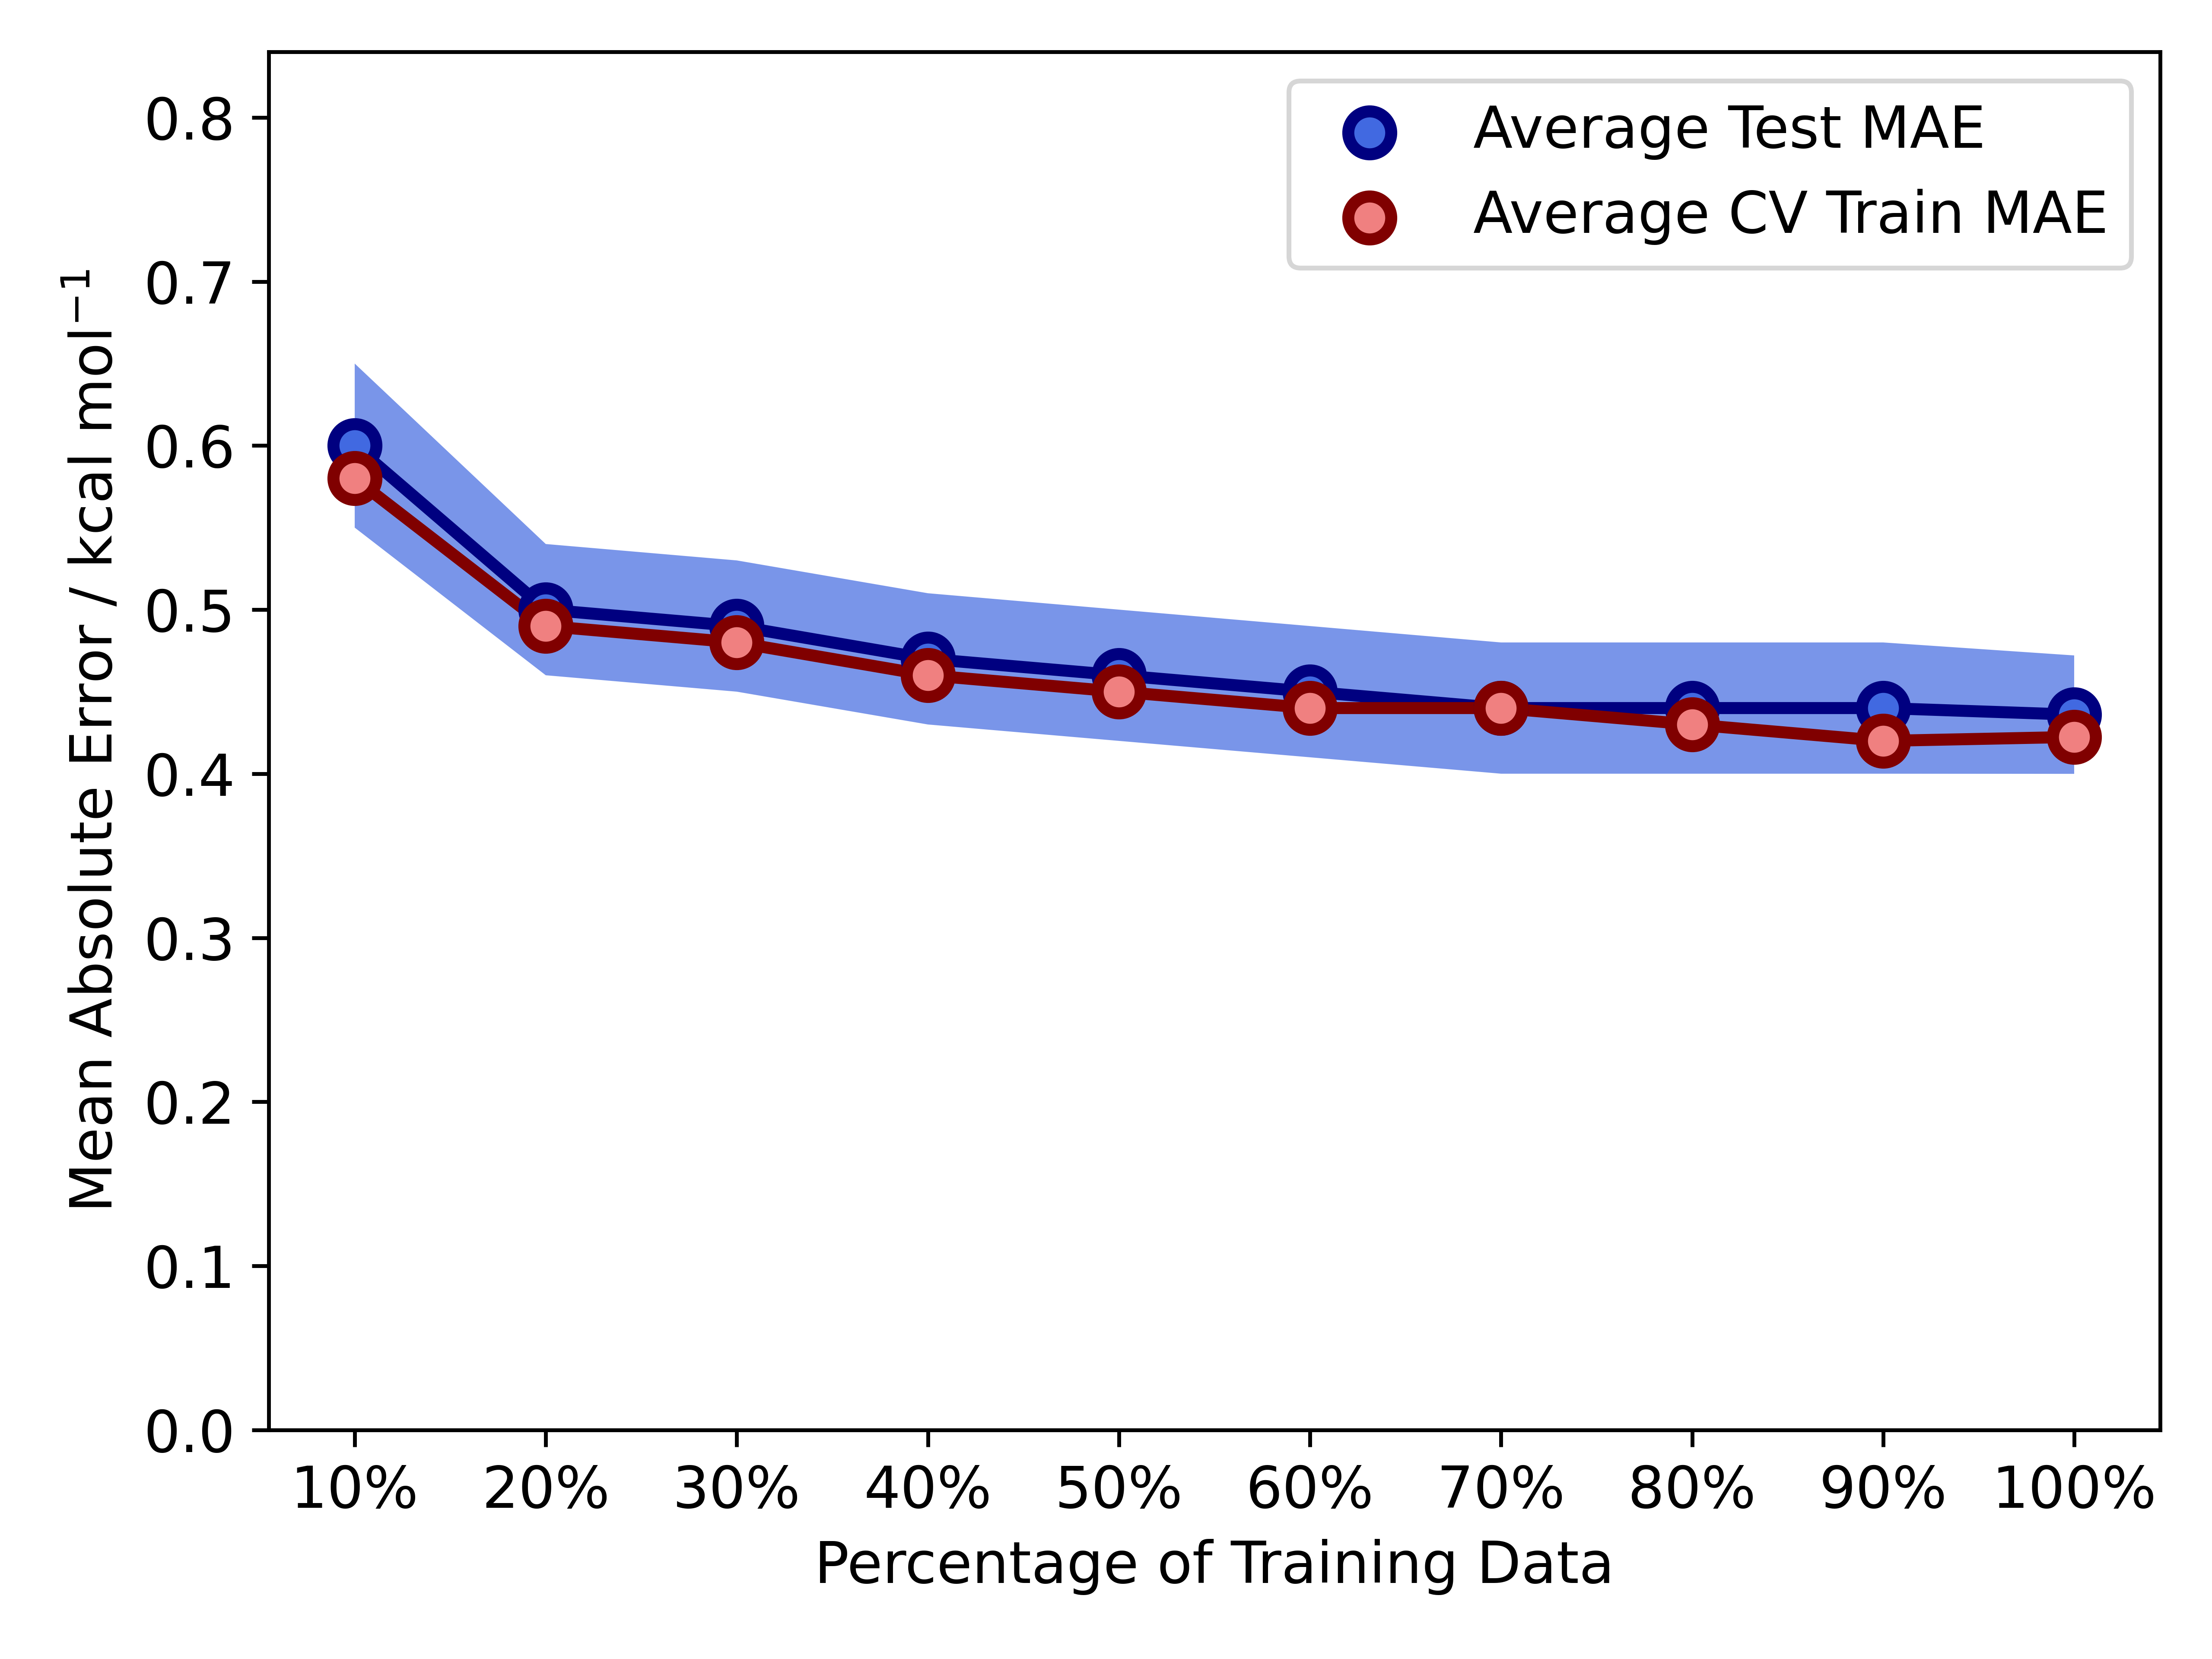 Average Test MAE
Average CV Train MAE
Mean Absolute Error / kcal mol⁻¹
0.8
0.7
0.6
0.5
0.4
0.3
0.2
0.1
0.0
10% 20% 30% 40% 50% 60% 70% 80% 90% 100%
Percentage of Training Data